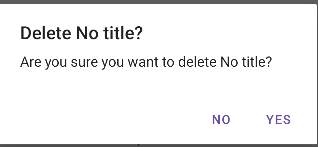 Delete No title?
Are you sure you want to delete No title?
NO YES